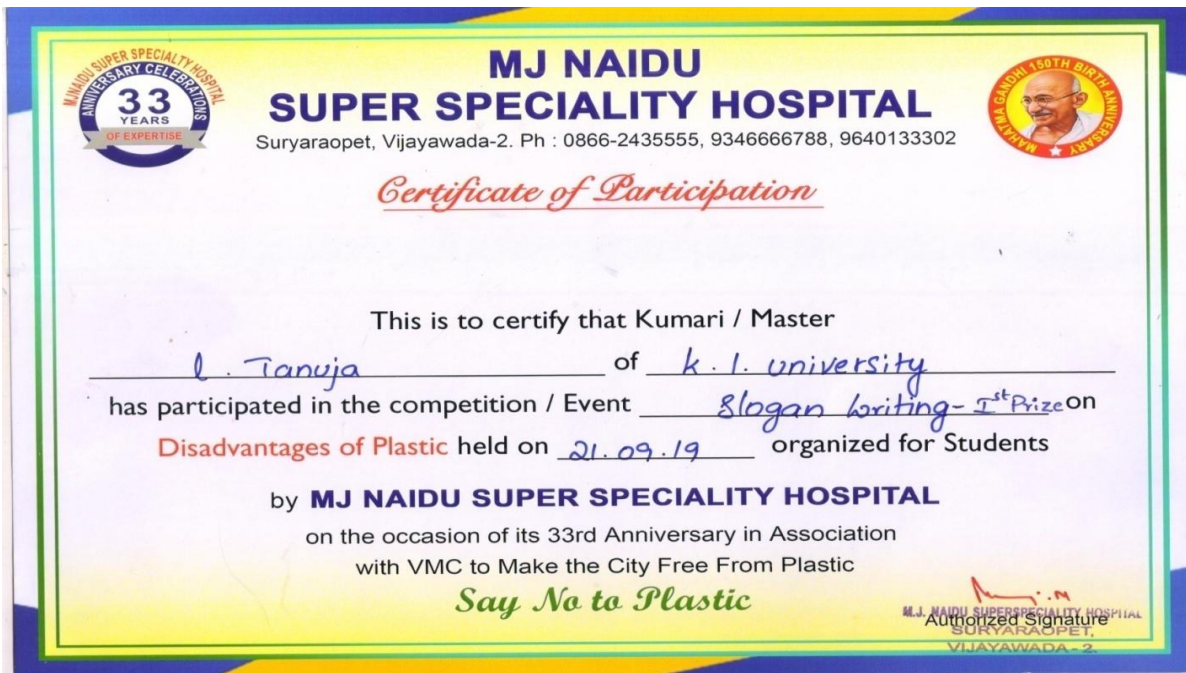 MJNAIDU SUPER SPECIALTY HOSPITAL
ANNIVERSARY CELEBRATIONS
33
YEARS
OF EXPERTISE
MJ NAIDU
SUPER SPECIALITY HOSPITAL
Suryaraopet, Vijayawada-2. Ph : 0866-2435555, 9346666788, 9640133302
MAHATMA GANDHI 150TH BIRTH ANNIVERSARY
Certificate of Participation
This is to certify that Kumari / Master
l. Tanuja of k. l. university
has participated in the competition / Event Slogan writing - Ist Prize on
Disadvantages of Plastic held on 21.09.19 organized for Students
by MJ NAIDU SUPER SPECIALITY HOSPITAL
on the occasion of its 33rd Anniversary in Association
with VMC to Make the City Free From Plastic
Say No to Plastic
M.J. NAIDU SUPERSPECIALITY HOSPITAL
Authorized Signature
SURYARAOPET,
VIJAYAWADA - 2.